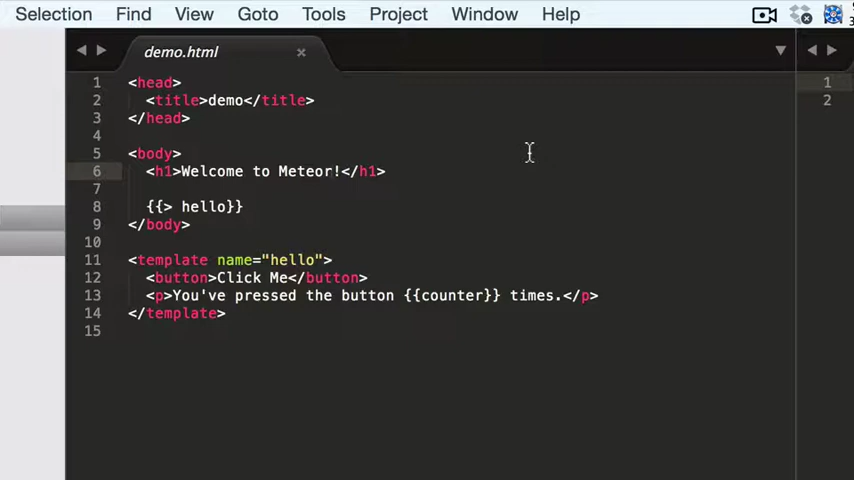 Selection Find View Goto Tools Project Window Help
demo.html
1 <head>
2 <title>demo</title>
3 </head>
4
5 <body>
6 <h1>Welcome to Meteor!</h1>
7
8 {{> hello}}
9 </body>
10
11 <template name="hello">
12 <button>Click Me</button>
13 <p>You've pressed the button {{counter}} times.</p>
14 </template>
15
1
2